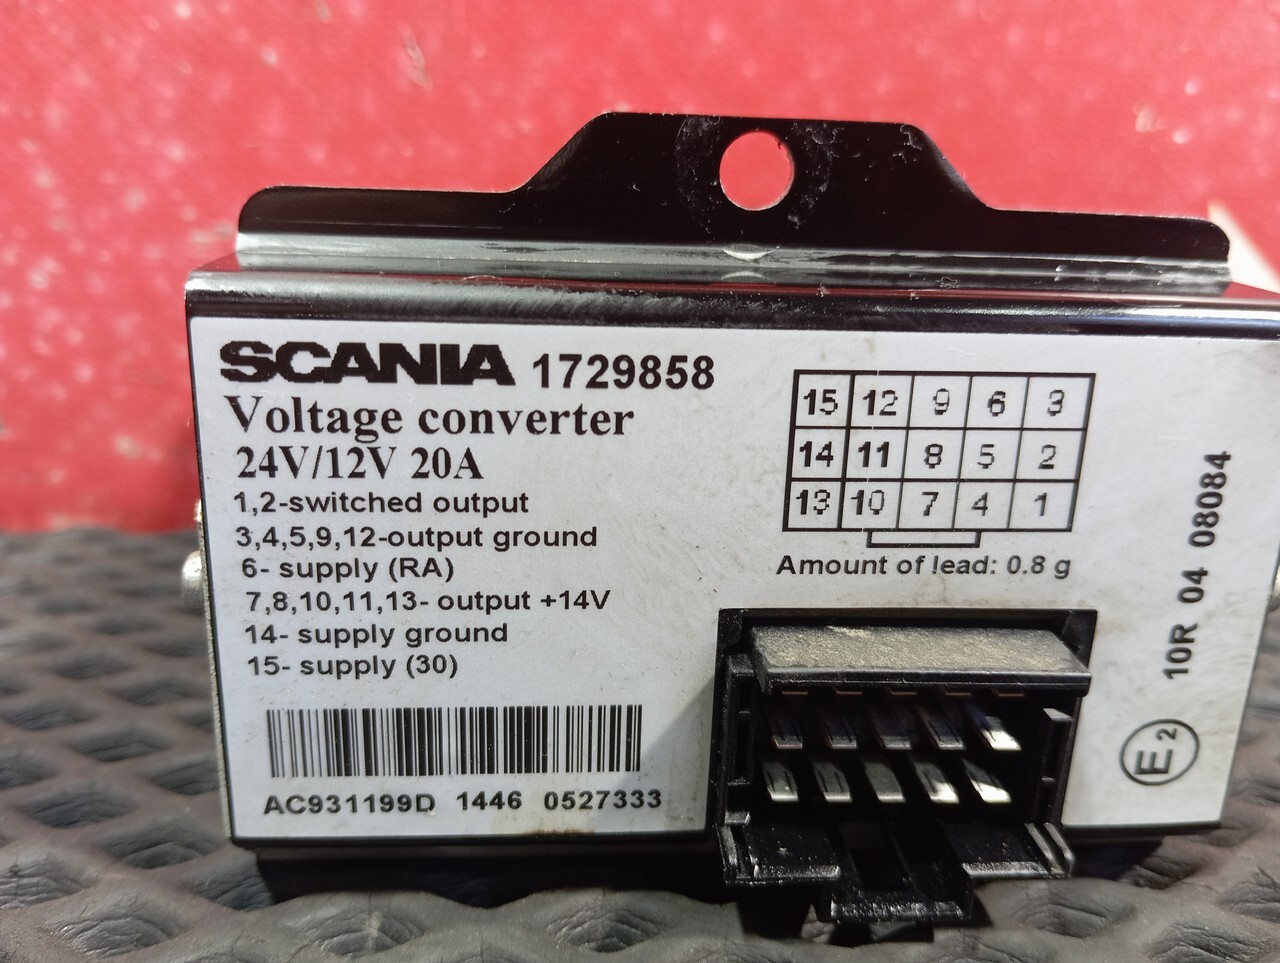 SCANIA 1729858
Voltage converter
24V/12V 20A
1,2-switched output
3,4,5,9,12-output ground
6- supply (RA)
7,8,10,11,13- output +14V
14- supply ground
15- supply (30)
AC931199D 1446 0527333
15 12 9 6 3
14 11 8 5 2
13 10 7 4 1
Amount of lead: 0.8 g
10R 04 08084
E2